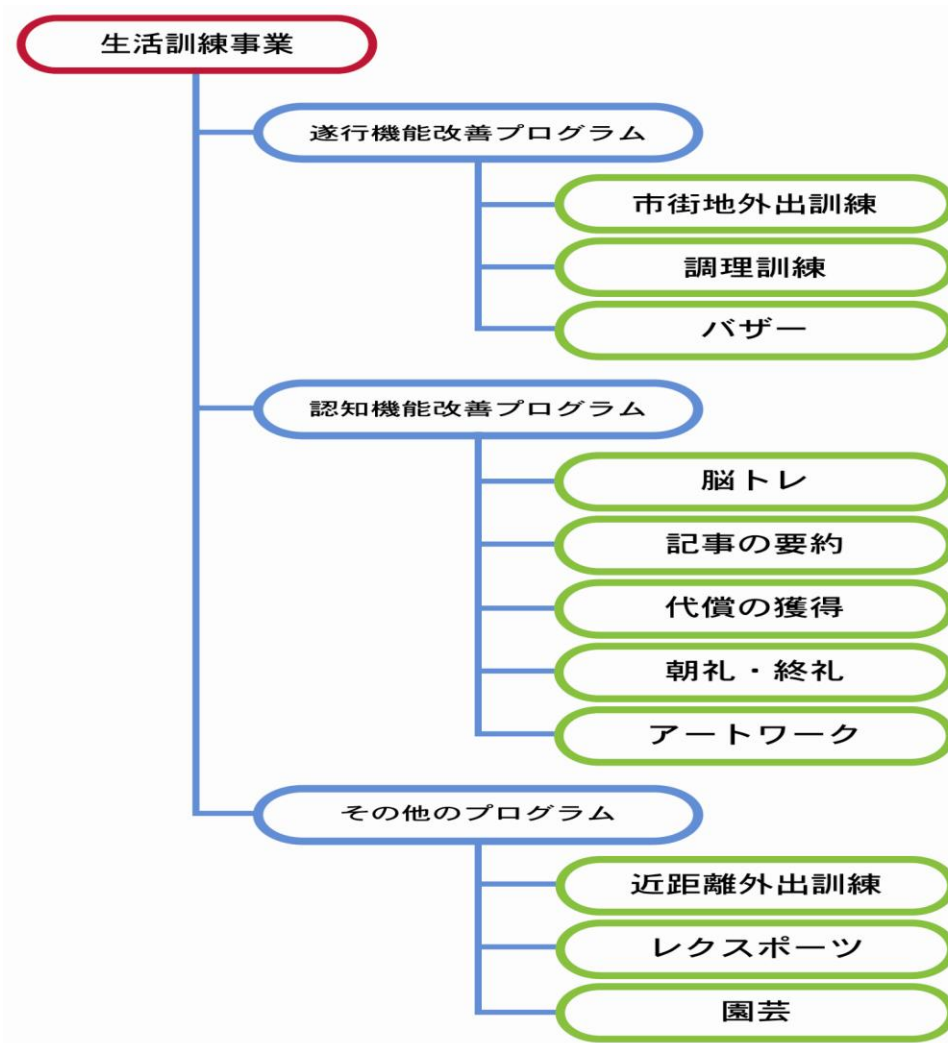 生活訓練事業
遂行機能改善プログラム
市街地外出訓練
調理訓練
バザー
認知機能改善プログラム
脳トレ
記事の要約
代償の獲得
朝礼・終礼
アートワーク
その他のプログラム
近距離外出訓練
レクスポーツ
園芸